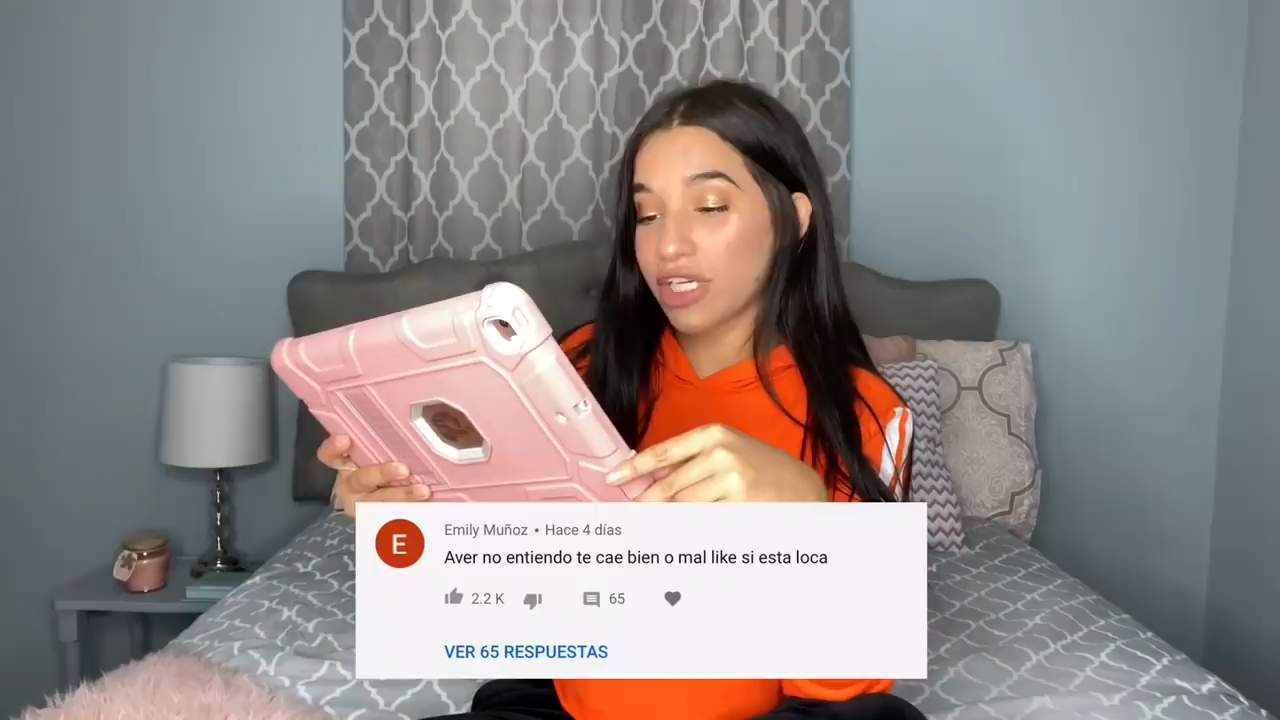 E
Emily Muñoz • Hace 4 días
Aver no entiendo te cae bien o mal like si esta loca
2.2 K 65
VER 65 RESPUESTAS